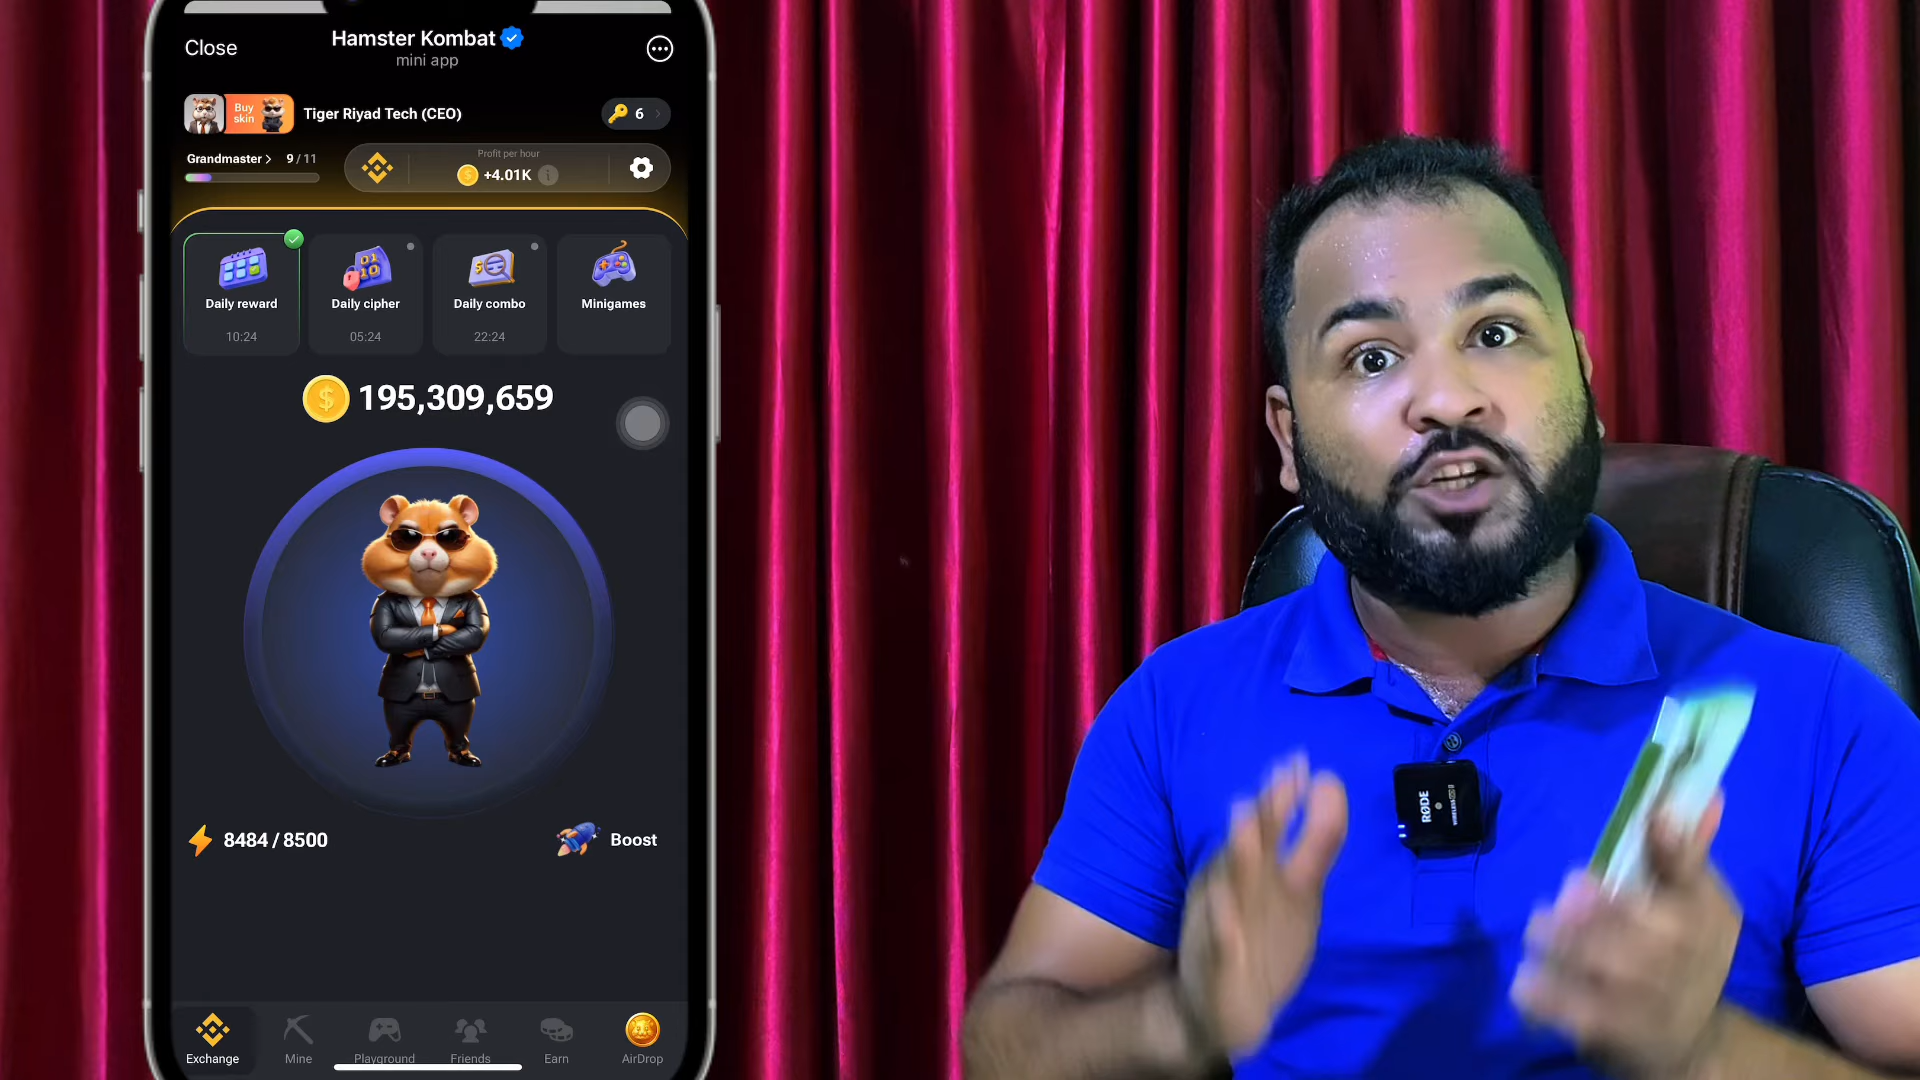 Close
Hamster Kombat
mini app
Buy
skin
Tiger Riyad Tech (CEO)
6
Grandmaster > 9 / 11
Profit per hour
+4.01K
Daily reward
10:24
Daily cipher
05:24
Daily combo
22:24
Minigames
195,309,659
8484 / 8500
Boost
Exchange
Mine
Playground
Friends
Earn
AirDrop
RØDE